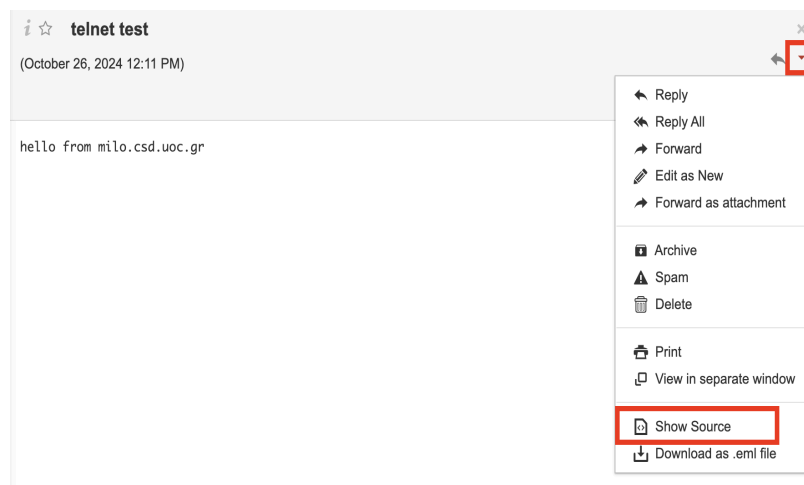 telnet test
(October 26, 2024 12:11 PM)
hello from milo.csd.uoc.gr
Reply
Reply All
Forward
Edit as New
Forward as attachment
Archive
Spam
Delete
Print
View in separate window
Show Source
Download as .eml file